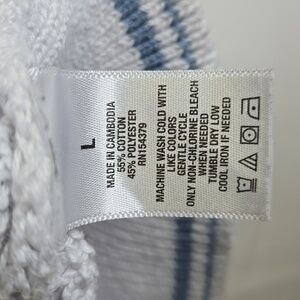 L
MADE IN CAMBODIA
55% COTTON
45% POLYESTER
RN154379
MACHINE WASH COLD WITH
LIKE COLORS
GENTLE CYCLE
ONLY NON-CHLORINE BLEACH
WHEN NEEDED
TUMBLE DRY LOW
COOL IRON IF NEEDED